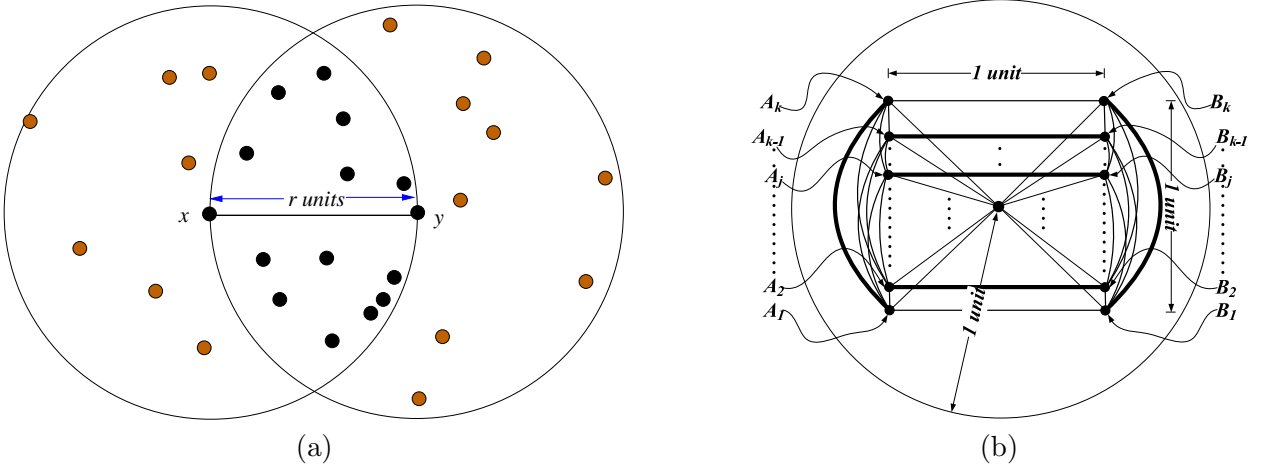 x
r units
y
(a)
1 unit
A_k
B_k
A_{k-1}
B_{k-1}
A_j
B_j
1 unit
A_2
B_2
A_1
B_1
1 unit
(b)